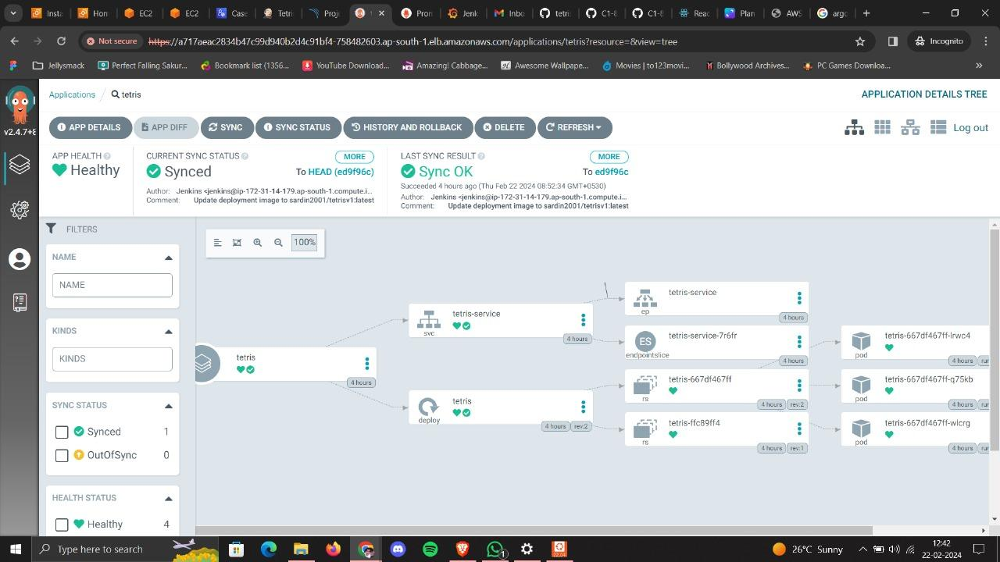 Hon
EC2
EC2
Case
Tetris
Proj
1
Pron
Jenk
Inbo
tetri
C1-8
C1-8
Reac
Plan
AWS
argc
Not secure
https://a717aeac2834b47c99d940b2d4c91bf4-758482603.ap-south-1.elb.amazonaws.com/applications/tetris?resource=&view=tree
Incognito
Jellysmack
Perfect Falling Sakur...
Bookmark list (1356...
YouTube Download...
Amazing! Cabbage...
Awesome Wallpape...
Movies | to123movi...
Bollywood Archives...
PC Games Downloa...
v2.4.7+8
Applications / tetris
APPLICATION DETAILS TREE
APP DETAILS
APP DIFF
SYNC
SYNC STATUS
HISTORY AND ROLLBACK
DELETE
REFRESH
Log out
APP HEALTH
Healthy
CURRENT SYNC STATUS
MORE
Synced
To HEAD (ed9f96c)
Author: Jenkins <jenkins@ip-172-31-14-179.ap-south-1.compute.i...
Comment: Update deployment image to sardin2001/tetrisv1:latest
LAST SYNC RESULT
MORE
Sync OK
To ed9f96c
Succeeded 4 hours ago (Thu Feb 22 2024 08:52:34 GMT+0530)
Author: Jenkins <jenkins@ip-172-31-14-179.ap-south-1.compute.i...
Comment: Update deployment image to sardin2001/tetrisv1:latest
FILTERS
NAME
NAME
KINDS
KINDS
SYNC STATUS
Synced 1
OutOfSync 0
HEALTH STATUS
Healthy 4
100%
tetris
4 hours
tetris-service
svc
4 hours
tetris
deploy
4 hours rev:2
tetris-service
ep
4 hours
ES
tetris-service-7r6fr
endpointslice
4 hours
tetris-667df467ff
rs
4 hours rev:2
tetris-ffc89ff4
rs
4 hours rev:1
tetris-667df467ff-lrwc4
pod
4 hours run
tetris-667df467ff-q75kb
pod
4 hours run
tetris-667df467ff-wlcrg
pod
4 hours run
Type here to search
1
26°C Sunny
12:42
22-02-2024